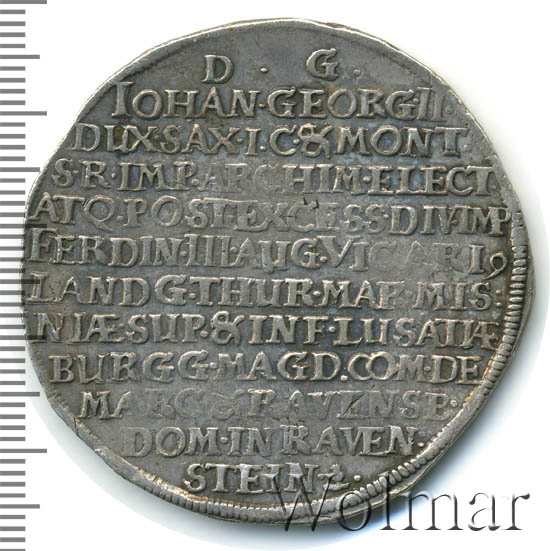 D · G ·
IOHAN·GEORG·II·
DUX·SAX·I·C·&·MONT·
S·R·IMP·ARCHIM·ELECT
ATQ·POST·EXCESS·DIV·IMP
FERDIN·III·AUG·VICARI9
LANDG·THUR·MAR·MIS:
NIÆ·SUP·&·INF·LUSATIÆ
BURGG·MAGD·COM·DE
MARC·&·RAVENSB·
DOM·IN RAVEN·
STEIN·
Wolmar